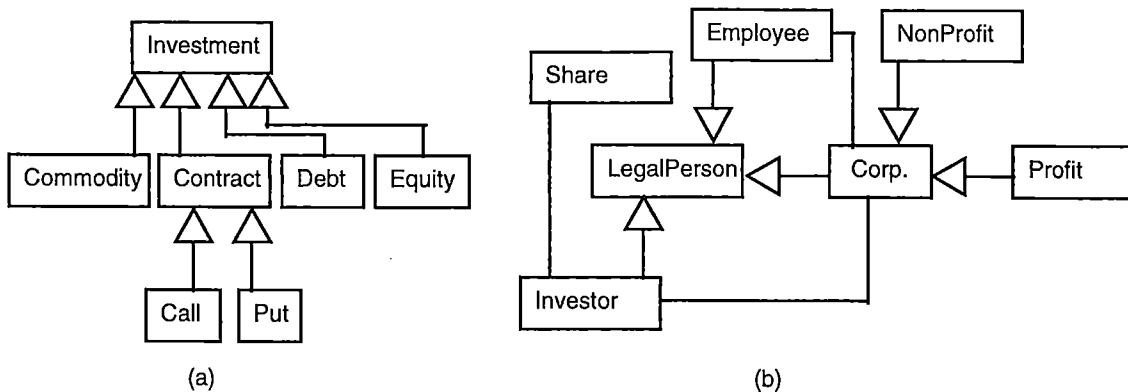 Investment
Commodity
Contract
Debt
Equity
Call
Put
(a)
Employee
NonProfit
Share
LegalPerson
Corp.
Profit
Investor
(b)